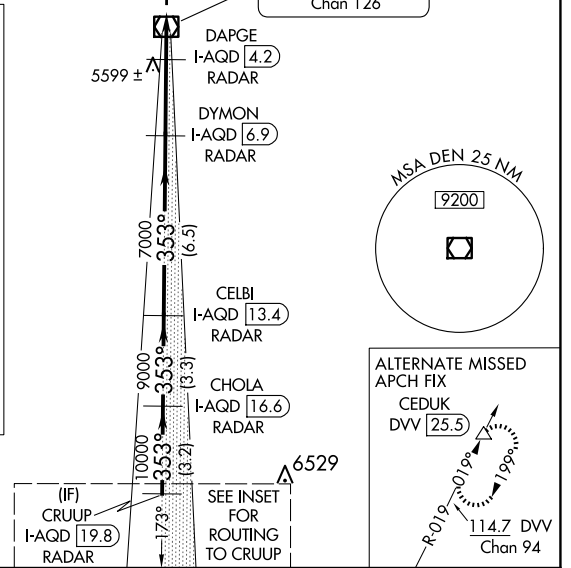 Chan 126
DAPGE
I-AQD 4.2
RADAR
5599 ±
DYMON
I-AQD 6.9
RADAR
7000
353°
(6.5)
CELBI
I-AQD 13.4
RADAR
9000
353°
(3.3)
CHOLA
I-AQD 16.6
RADAR
10000
353°
(3.2)
6529
(IF)
CRUUP
I-AQD 19.8
RADAR
173°
SEE INSET
FOR
ROUTING
TO CRUUP
MSA DEN 25 NM
9200
ALTERNATE MISSED
APCH FIX
CEDUK
DVV 25.5
R-019
019°
199°
114.7 DVV
Chan 94